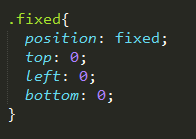 .fixed{
  position: fixed;
  top: 0;
  left: 0;
  bottom: 0;
}